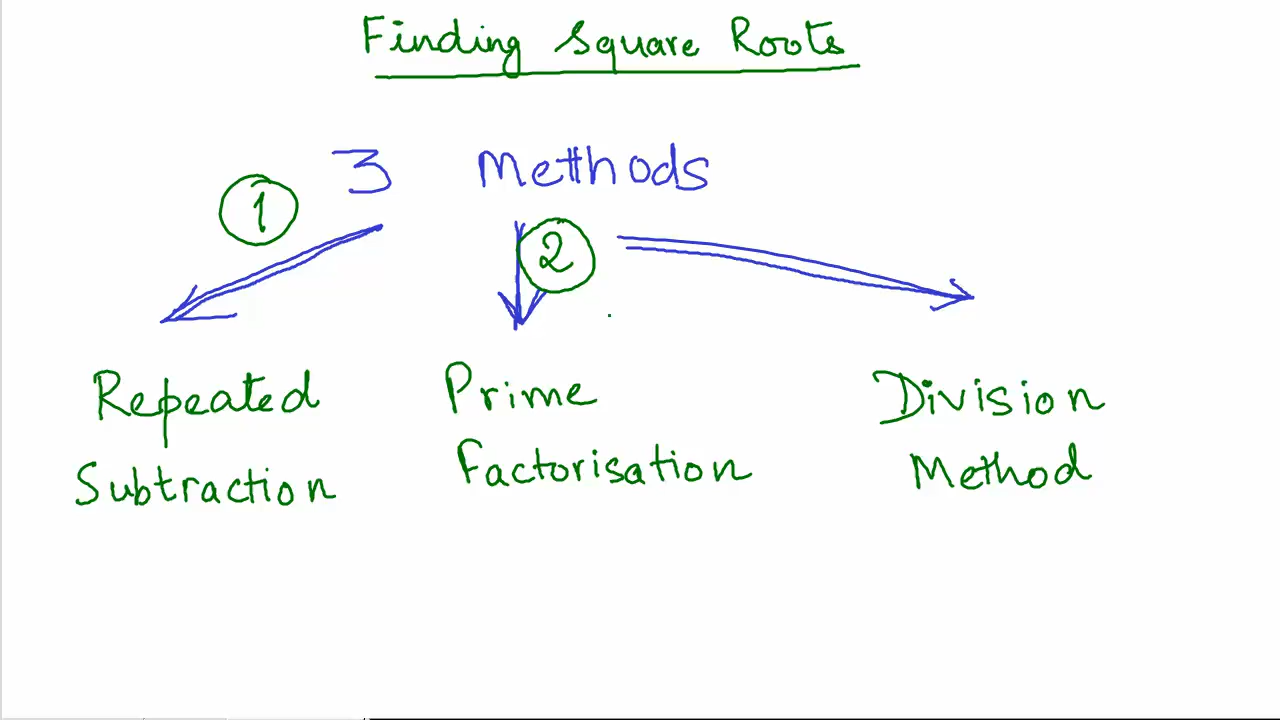 Finding Square Roots
3 Methods
1
2
Repeated Subtraction
Prime Factorisation
Division Method